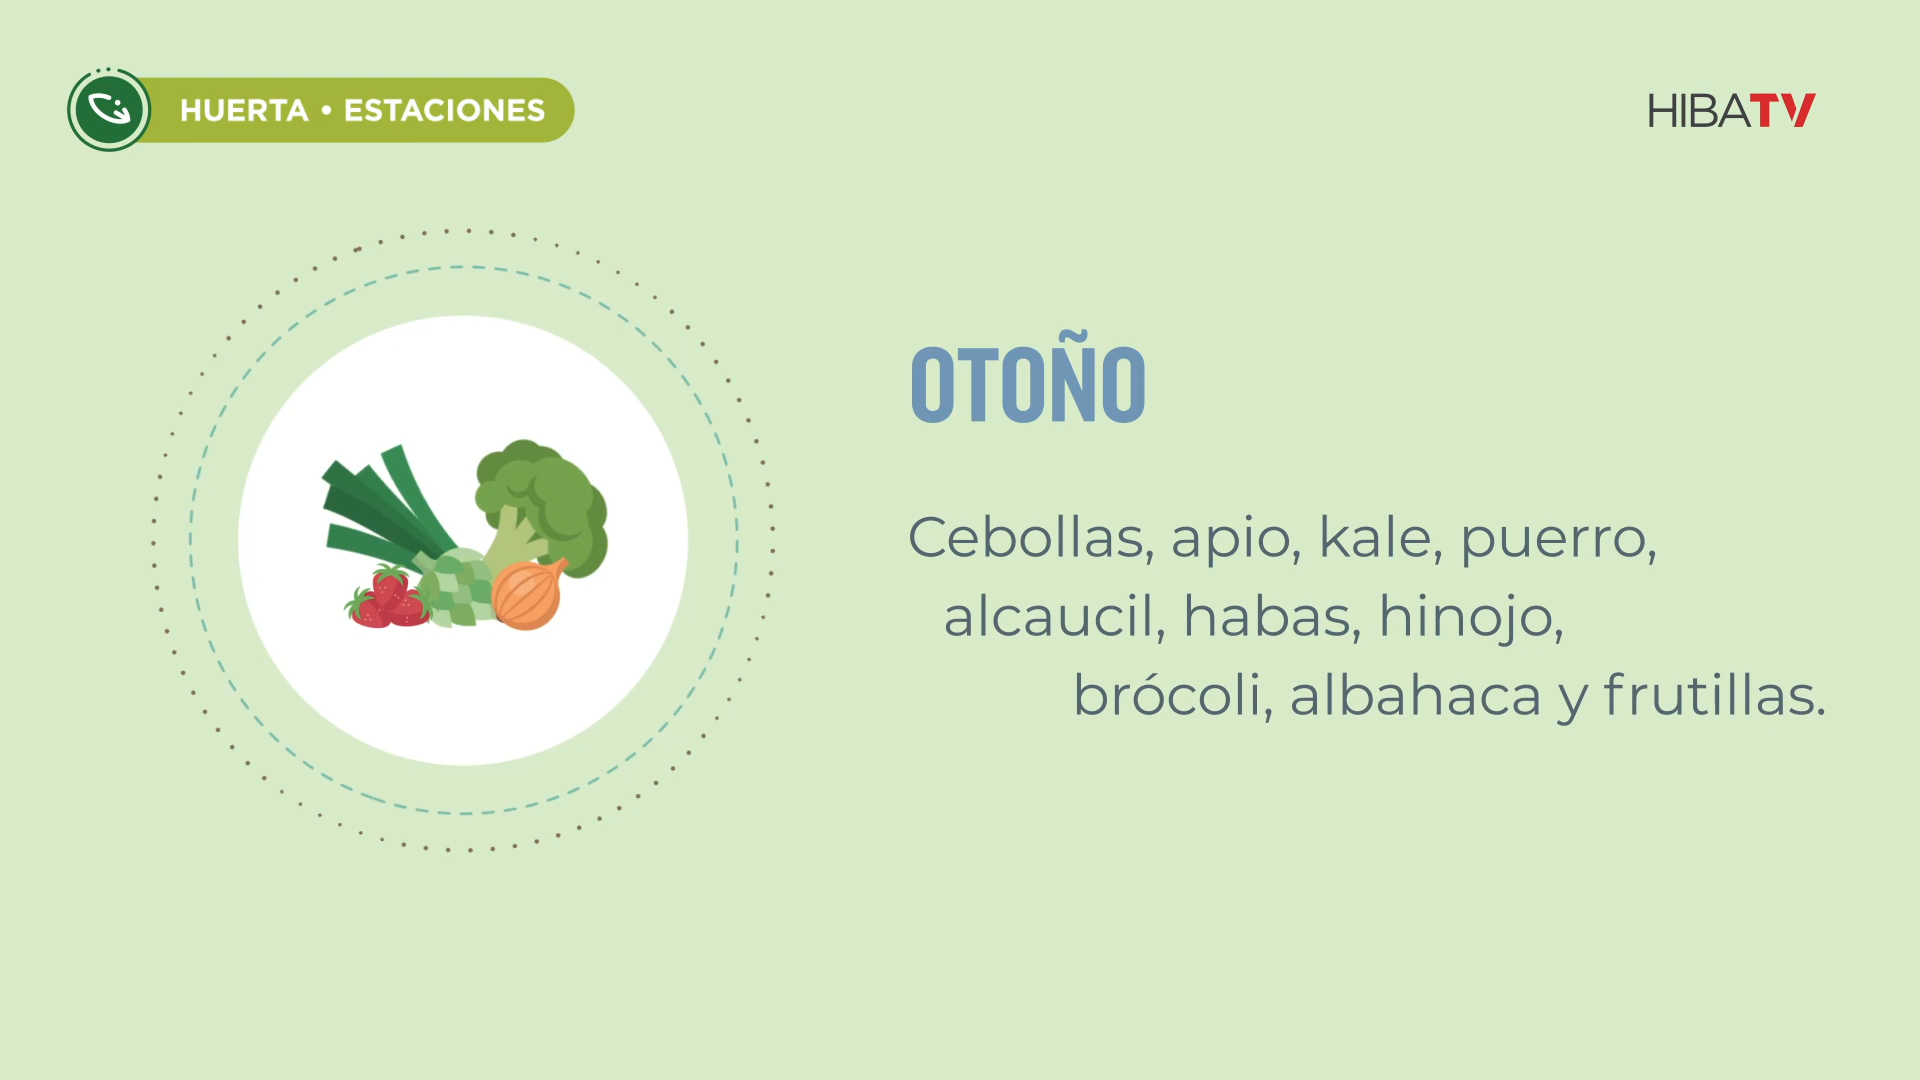 HUERTA • ESTACIONES
HIBATV
OTOÑO
Cebollas, apio, kale, puerro,
alcaucil, habas, hinojo,
brócoli, albahaca y frutillas.